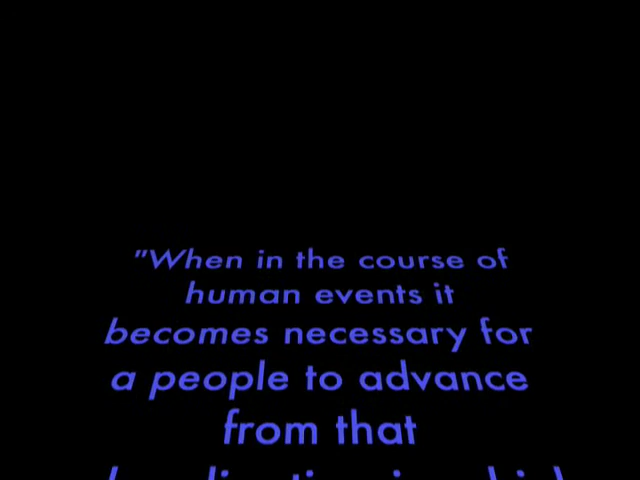 "When in the course of
human events it
becomes necessary for
a people to advance
from that